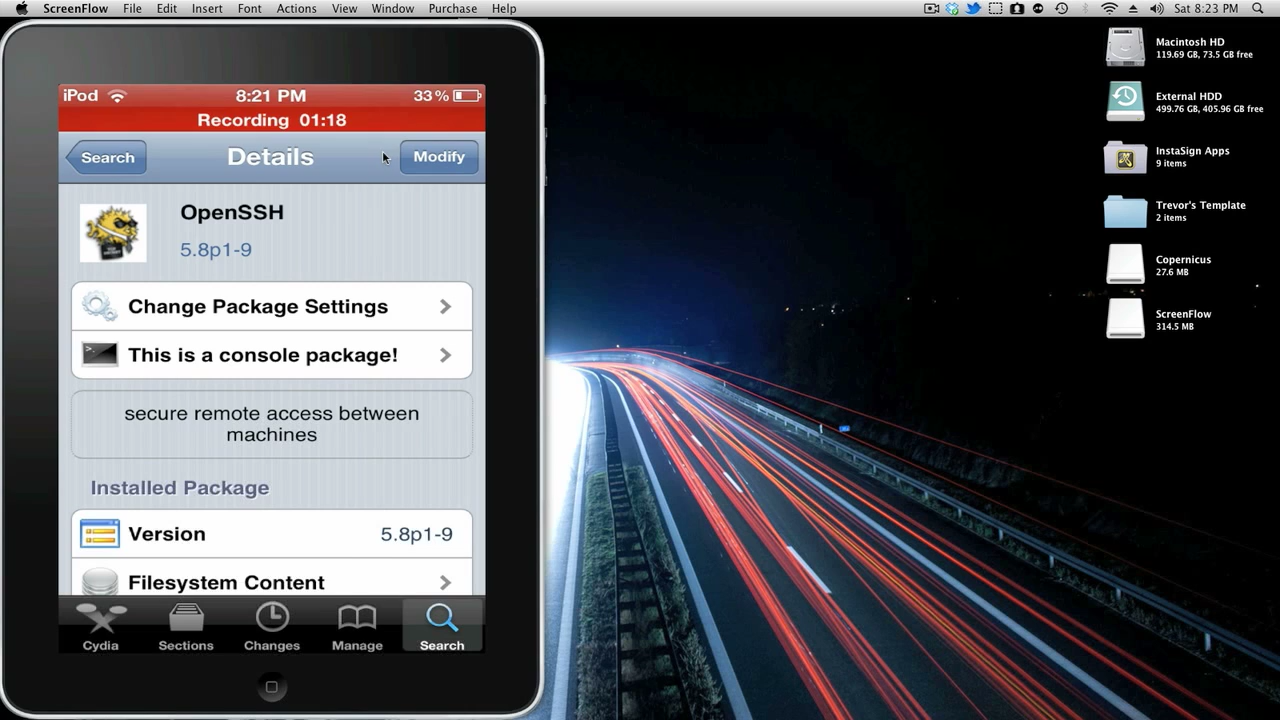 ScreenFlow File Edit Insert Font Actions View Window Purchase Help Sat 8:23 PM
iPod 8:21 PM 33%
Recording 01:18
Search Details Modify
OpenSSH
5.8p1-9
Change Package Settings
This is a console package!
secure remote access between
machines
Installed Package
Version 5.8p1-9
Filesystem Content
Cydia Sections Changes Manage Search
Macintosh HD
119.69 GB, 73.5 GB free
External HDD
499.76 GB, 405.96 GB free
InstaSign Apps
9 items
Trevor's Template
2 items
Copernicus
27.6 MB
ScreenFlow
314.5 MB